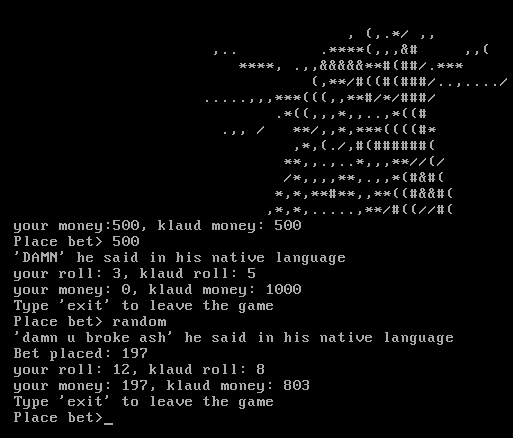 your money:500, klaud money: 500
Place bet> 500
'DAMN' he said in his native language
your roll: 3, klaud roll: 5
your money: 0, klaud money: 1000
Type 'exit' to leave the game
Place bet> random
'damn u broke ash' he said in his native language
Bet placed: 197
your roll: 12, klaud roll: 8
your money: 197, klaud money: 803
Type 'exit' to leave the game
Place bet>_